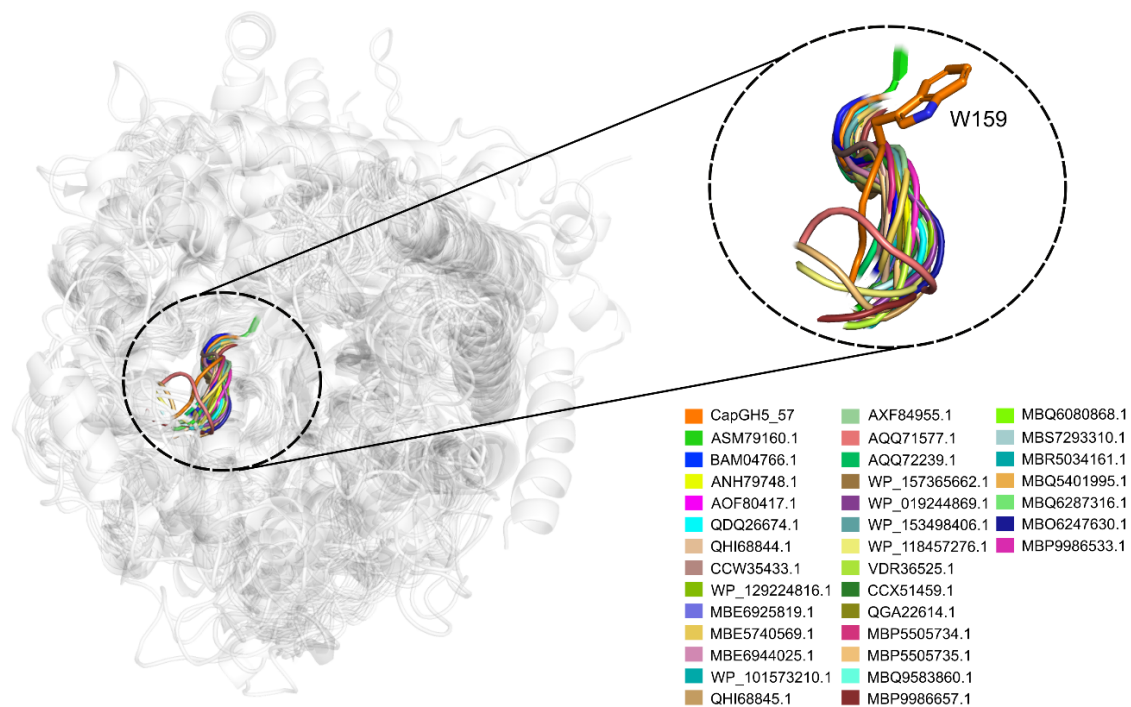 W159
CapGH5_57
ASM79160.1
BAM04766.1
ANH79748.1
AOF80417.1
QDQ26674.1
QHI68844.1
CCW35433.1
WP_129224816.1
MBE6925819.1
MBE5740569.1
MBE6944025.1
WP_101573210.1
QHI68845.1
AXF84955.1
AQQ71577.1
AQQ72239.1
WP_157365662.1
WP_019244869.1
WP_153498406.1
WP_118457276.1
VDR36525.1
CCX51459.1
QGA22614.1
MBP5505734.1
MBP5505735.1
MBQ9583860.1
MBP9986657.1
MBQ6080868.1
MBS7293310.1
MBR5034161.1
MBQ5401995.1
MBQ6287316.1
MBO6247630.1
MBP9986533.1